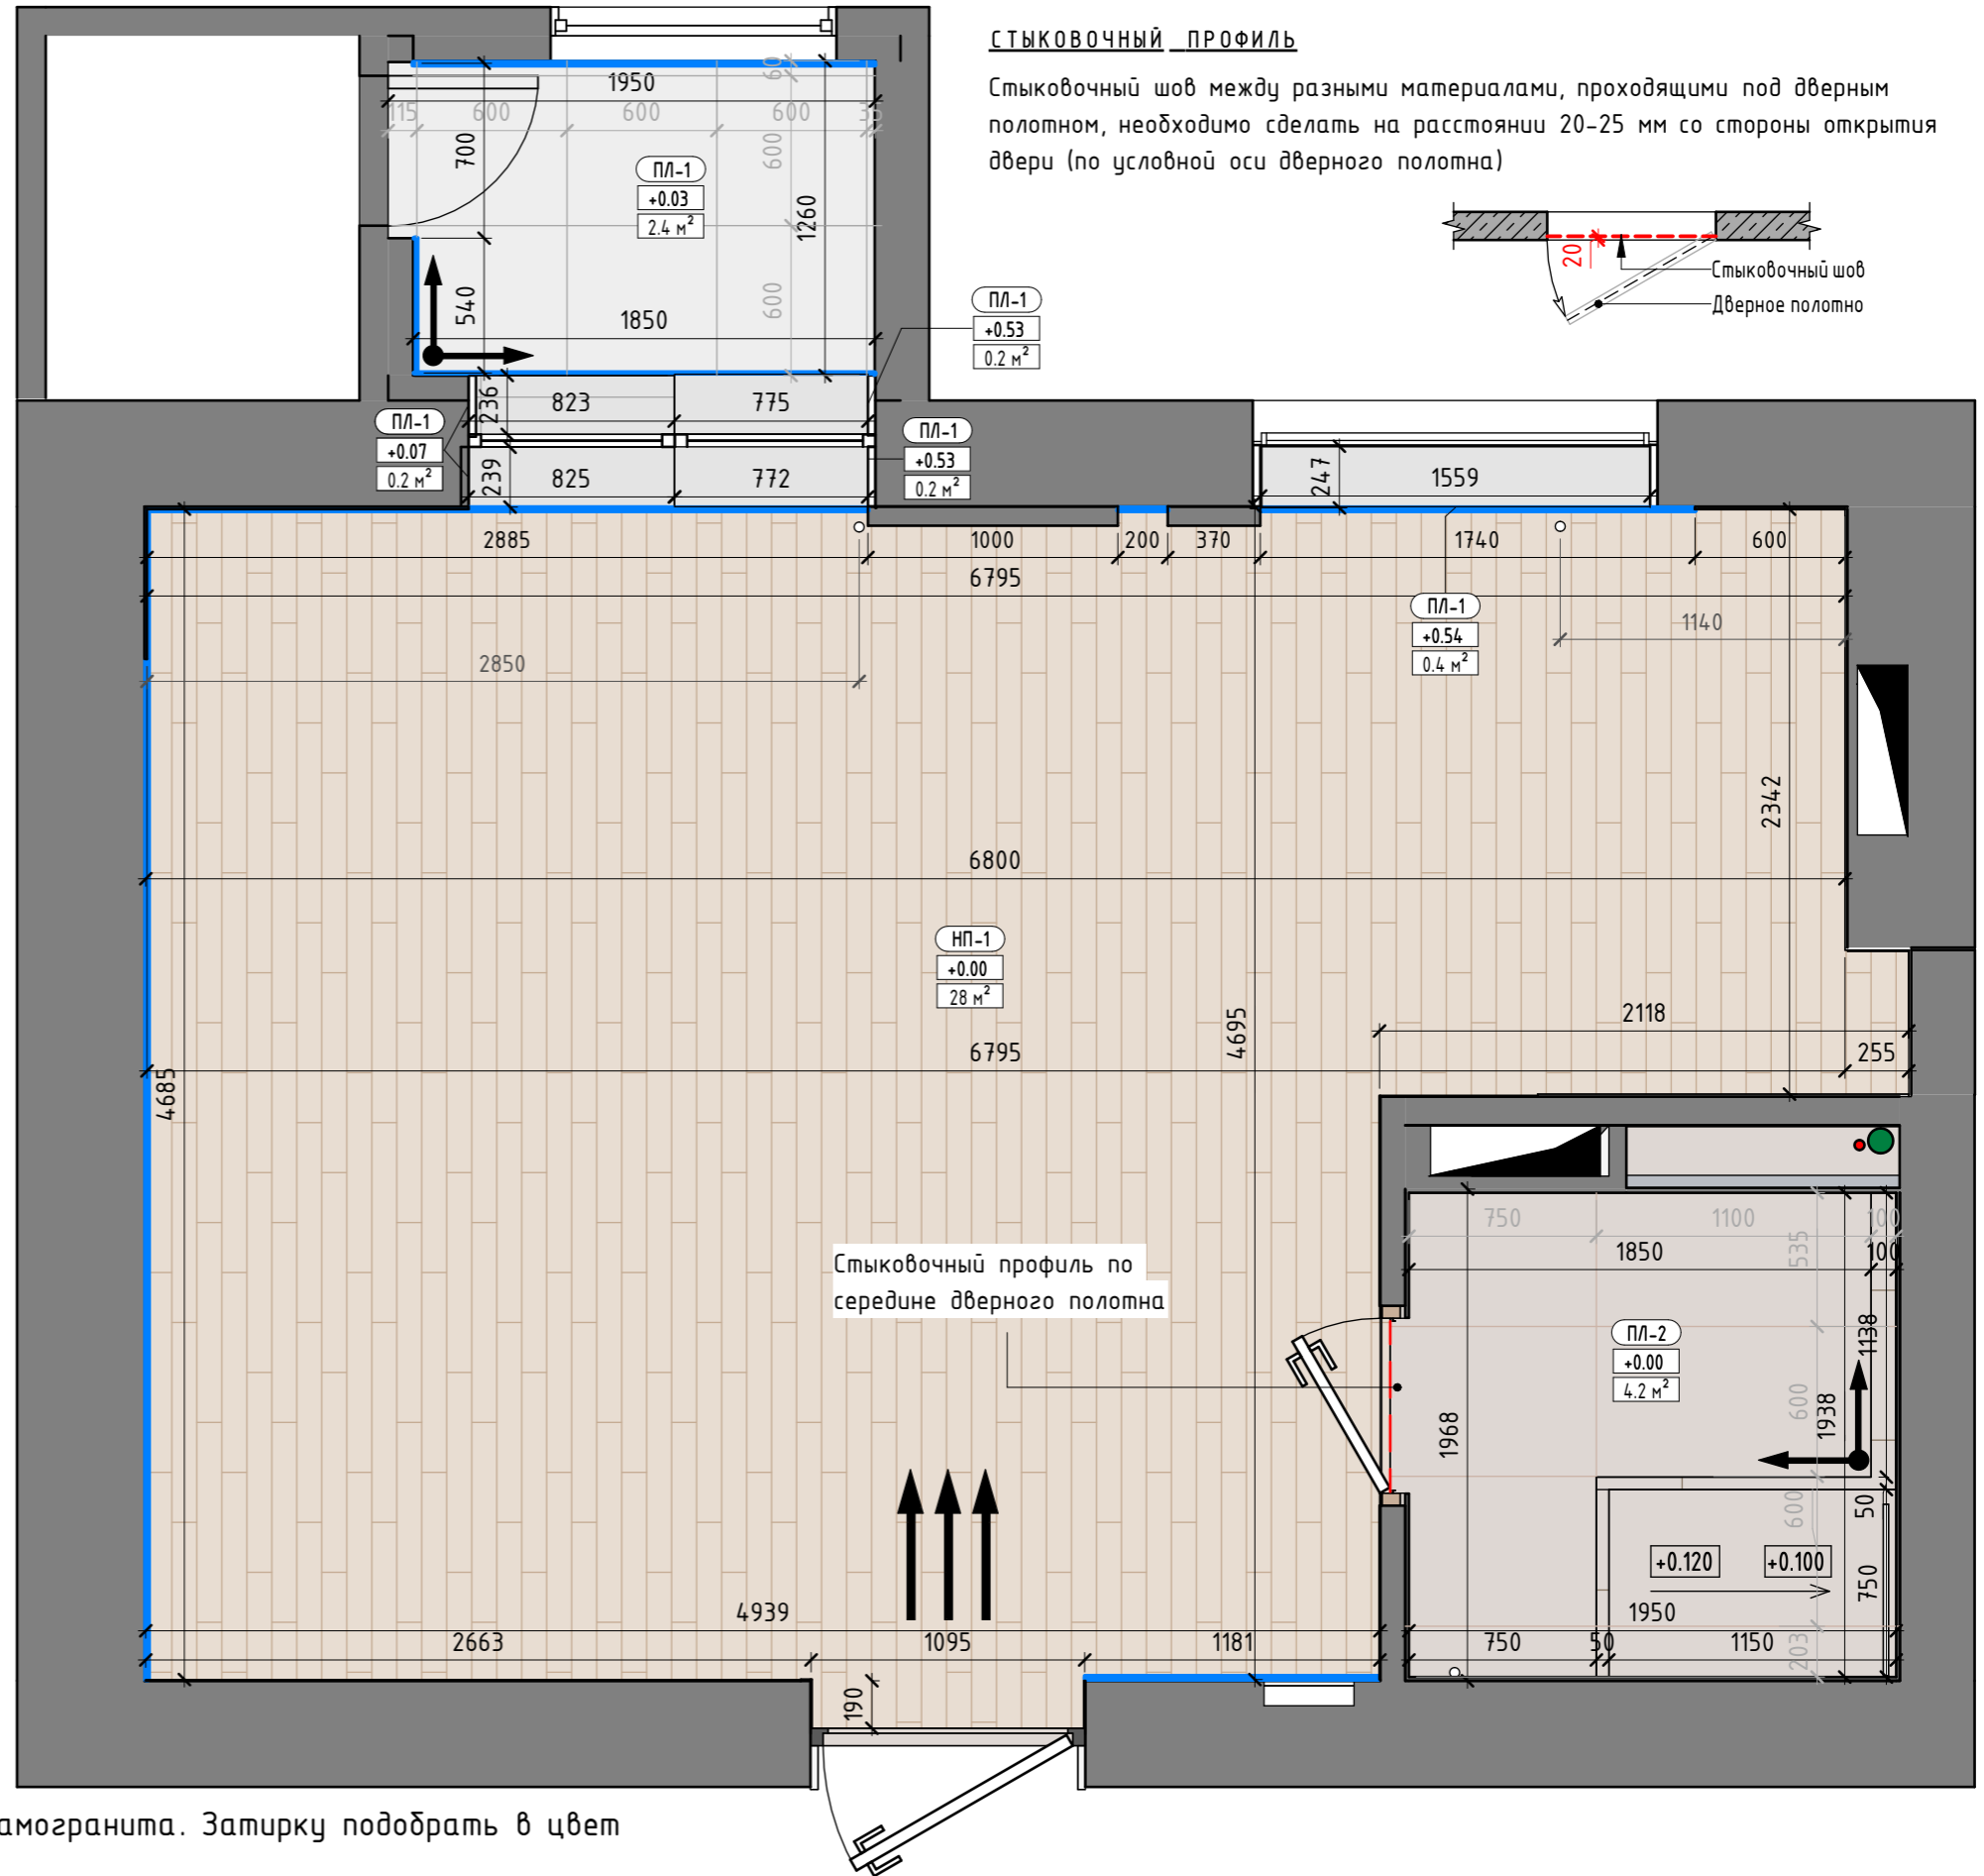 СТЫКОВОЧНЫЙ ПРОФИЛЬ
Стыковочный шов между разными материалами, проходящими под дверным
полотном, необходимо сделать на расстоянии 20-25 мм со стороны открытия
двери (по условной оси дверного полотна)
20
Стыковочный шов
Дверное полотно
1950
60
115 600 600 600
700
600
ПЛ-1
+0.03
2.4 м²
1260
540
600
1850
ПЛ-1
+0.53
0.2 м²
236
823
775
ПЛ-1
+0.07
0.2 м²
ПЛ-1
+0.53
0.2 м²
239
825
772
247
1559
2885 1000 200 370 1740 600
6795
ПЛ-1
+0.54
0.4 м²
1140
2850
2342
6800
НП-1
+0.00
28 м²
4695
2118
6795
255
4685
750 1100 100
535
1850 100
Стыковочный профиль по
середине дверного полотна
1138
ПЛ-2
+0.00
4.2 м²
600
1938
1968
600
50
+0.120 +0.100
750
4939
1950
2663 1095 1181
750 50 1150
203
190
амогранита. Затирку подобрать в цвет